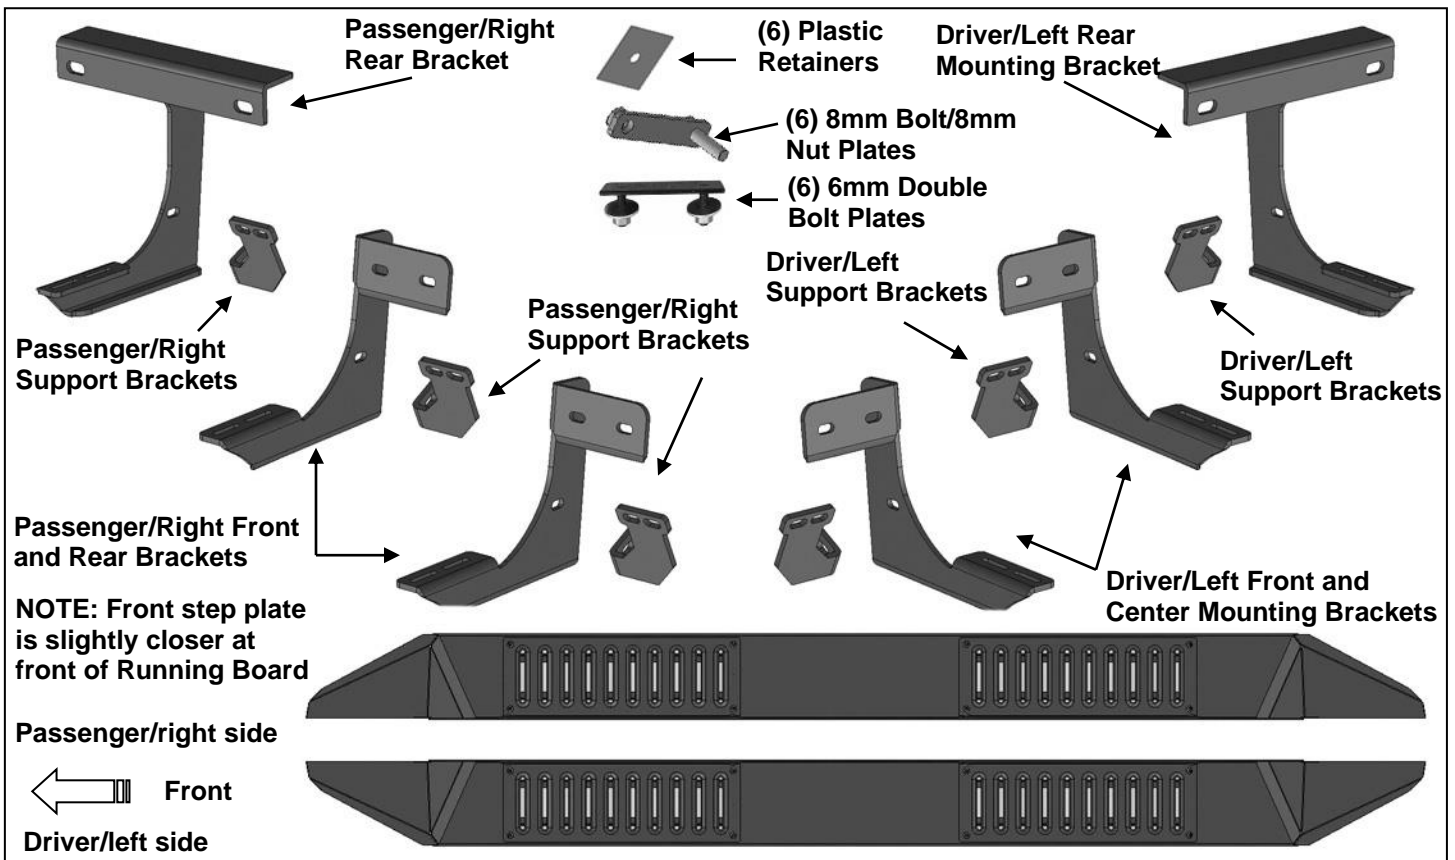 Passenger/Right
Rear Bracket
(6) Plastic
Retainers
Driver/Left Rear
Mounting Bracket
(6) 8mm Bolt/8mm
Nut Plates
(6) 6mm Double
Bolt Plates
Driver/Left
Support Brackets
Passenger/Right
Support Brackets
Passenger/Right
Support Brackets
Driver/Left
Support Brackets
Passenger/Right Front
and Rear Brackets
Driver/Left Front and
Center Mounting Brackets
NOTE: Front step plate
is slightly closer at
front of Running Board
Passenger/right side
Front
Driver/left side